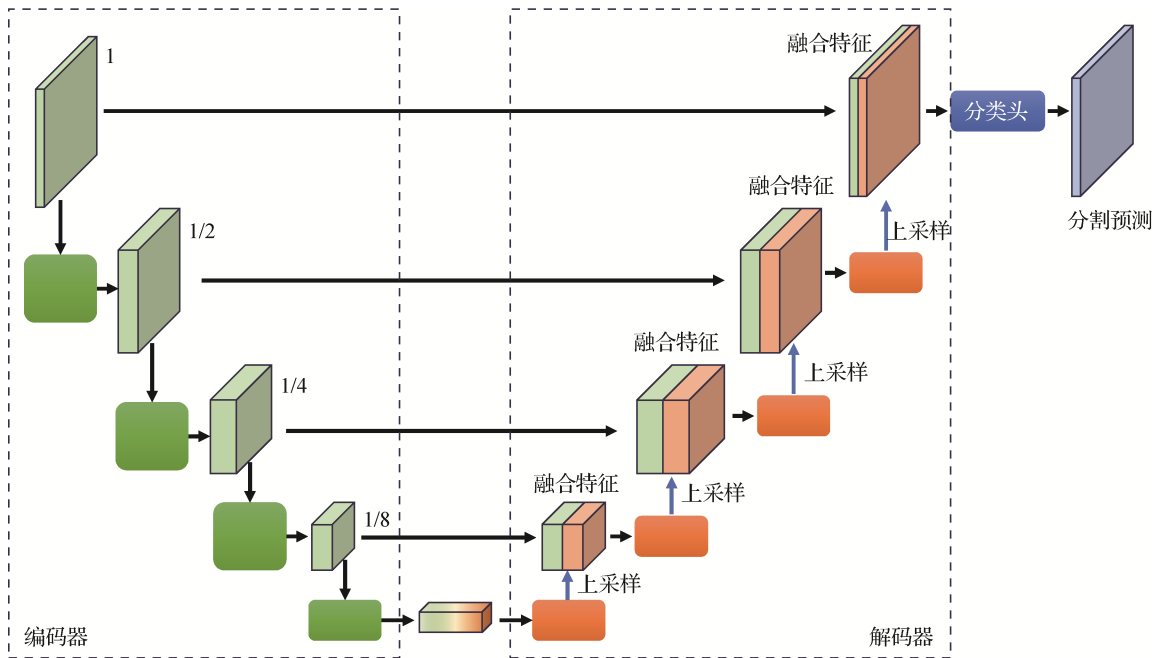 融合特征
1
分类头
融合特征
分割预测
1/2
上采样
融合特征
上采样
1/4
融合特征
上采样
1/8
上采样
编码器
解码器